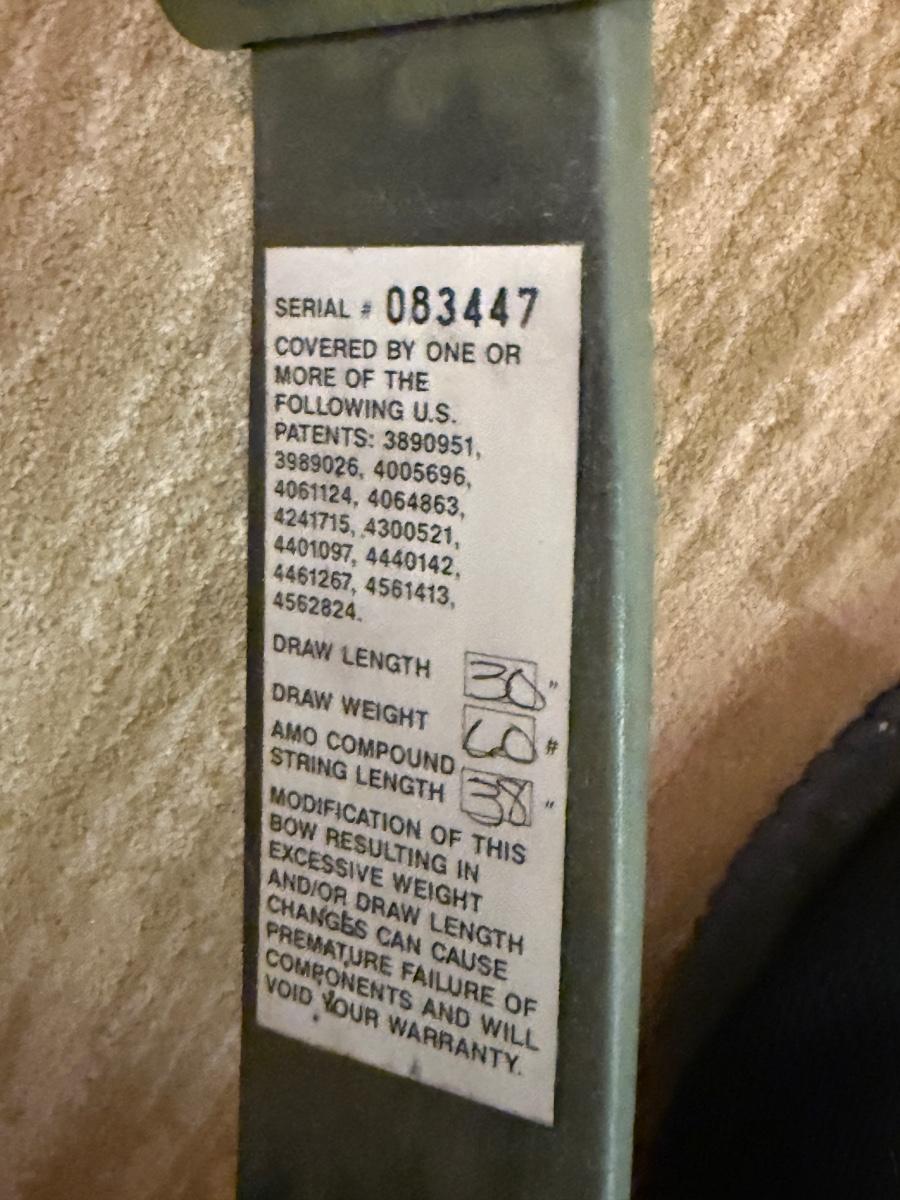 SERIAL # 083447
COVERED BY ONE OR
MORE OF THE
FOLLOWING U.S.
PATENTS: 3890951,
3989026, 4005696,
4061124, 4064863,
4241715, 4300521,
4401097, 4440142,
4461267, 4561413,
4562824.
DRAW LENGTH 30"
DRAW WEIGHT 60#
AMO COMPOUND
STRING LENGTH 38"
MODIFICATION OF THIS
BOW RESULTING IN
EXCESSIVE WEIGHT
AND/OR DRAW LENGTH
CHANGES CAN CAUSE
PREMATURE FAILURE OF
COMPONENTS AND WILL
VOID YOUR WARRANTY.